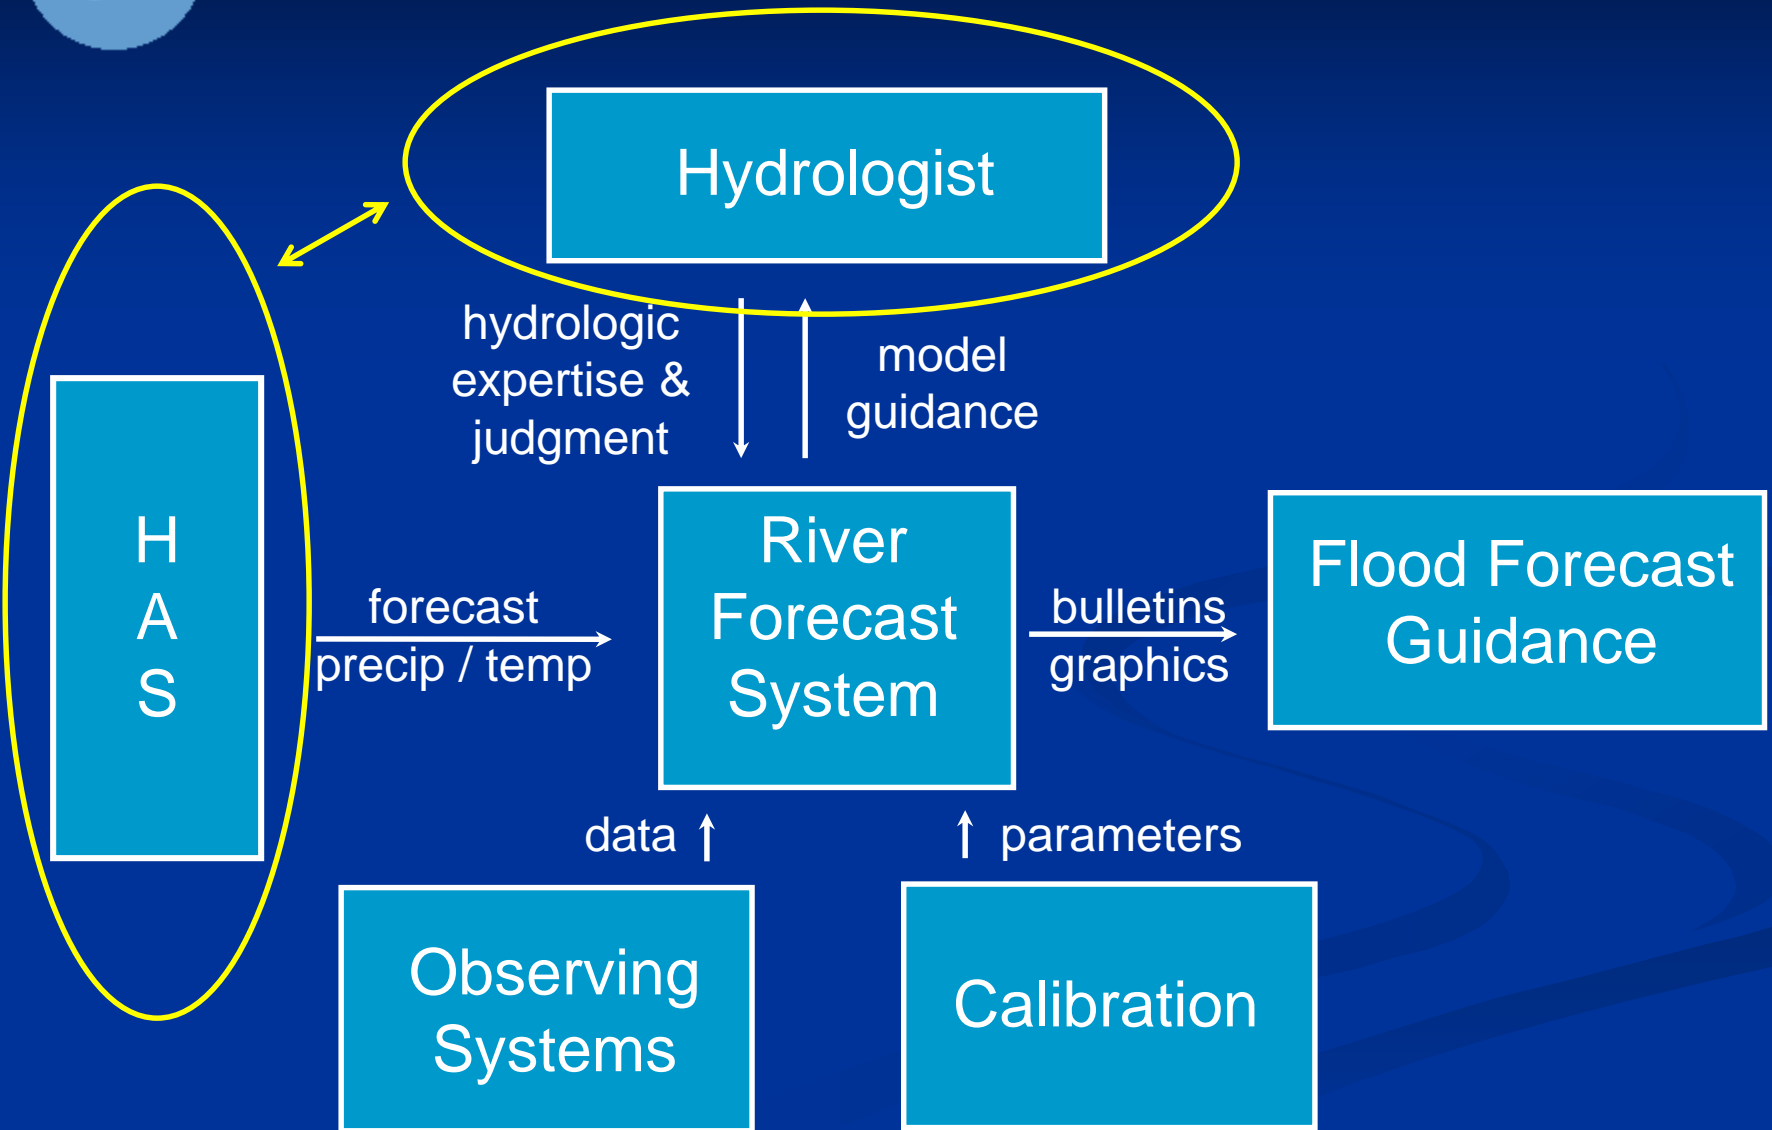 Hydrologist
hydrologic
expertise &
judgment
model
guidance
H
A
S
forecast
precip / temp
River
Forecast
System
bulletins
graphics
Flood Forecast
Guidance
data
parameters
Observing
Systems
Calibration